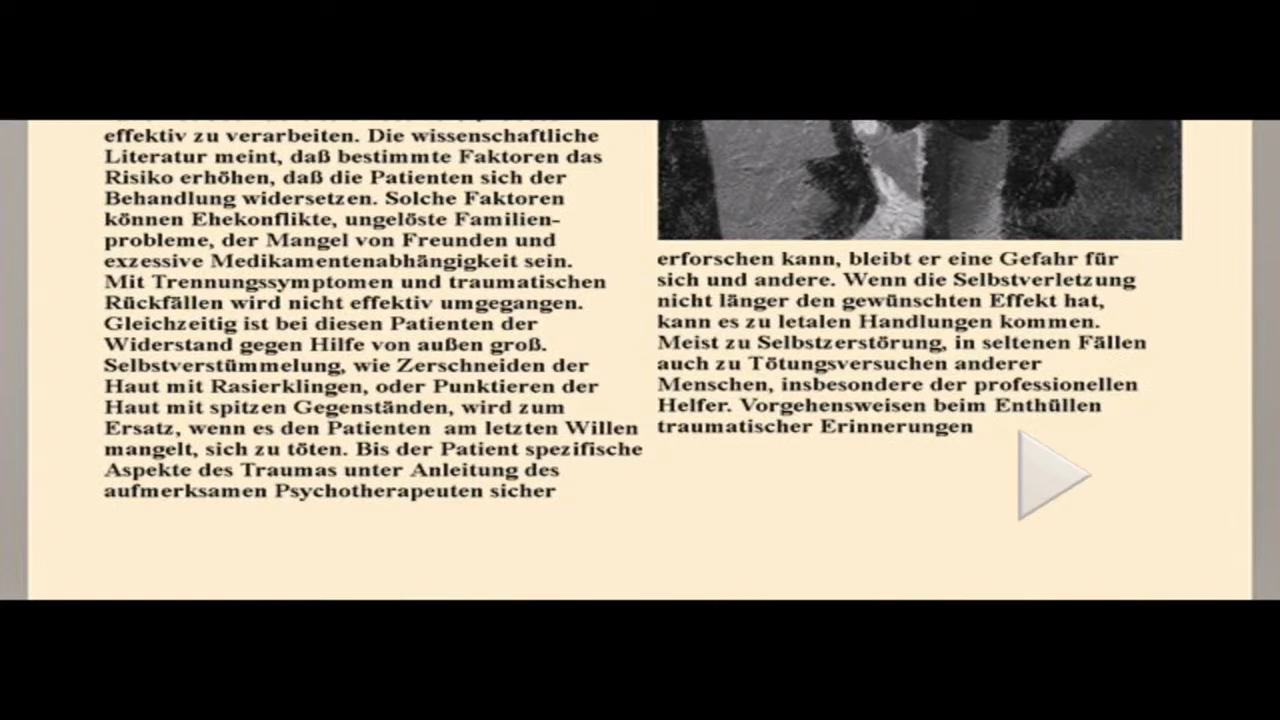 effektiv zu verarbeiten. Die wissenschaftliche
Literatur meint, daß bestimmte Faktoren das
Risiko erhöhen, daß die Patienten sich der
Behandlung widersetzen. Solche Faktoren
können Ehekonflikte, ungelöste Familien-
probleme, der Mangel von Freunden und
exzessive Medikamentenabhängigkeit sein.
Mit Trennungssymptomen und traumatischen
Rückfällen wird nicht effektiv umgegangen.
Gleichzeitig ist bei diesen Patienten der
Widerstand gegen Hilfe von außen groß.
Selbstverstümmelung, wie Zerschneiden der
Haut mit Rasierklingen, oder Punktieren der
Haut mit spitzen Gegenständen, wird zum
Ersatz, wenn es den Patienten am letzten Willen
mangelt, sich zu töten. Bis der Patient spezifische
Aspekte des Traumas unter Anleitung des
aufmerksamen Psychotherapeuten sicher
erforschen kann, bleibt er eine Gefahr für
sich und andere. Wenn die Selbstverletzung
nicht länger den gewünschten Effekt hat,
kann es zu letalen Handlungen kommen.
Meist zu Selbstzerstörung, in seltenen Fällen
auch zu Tötungsversuchen anderer
Menschen, insbesondere der professionellen
Helfer. Vorgehensweisen beim Enthüllen
traumatischer Erinnerungen